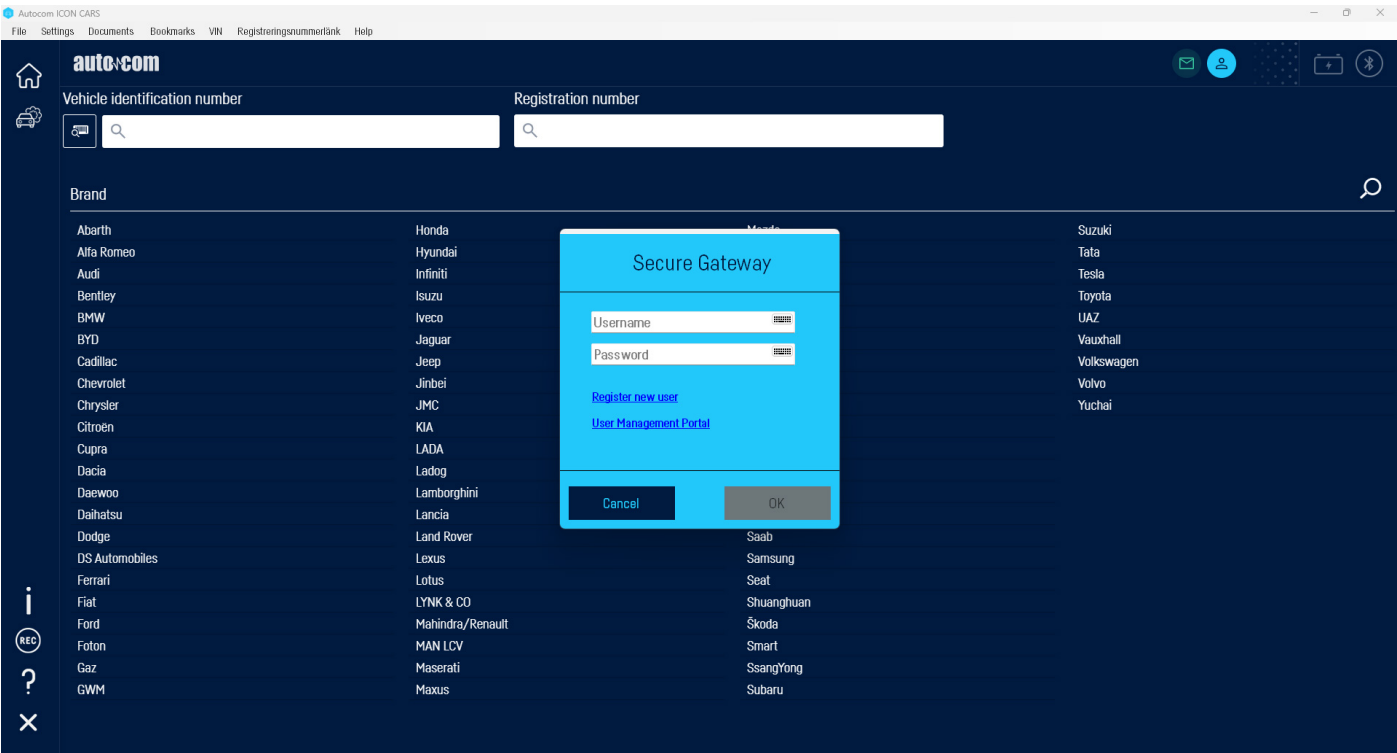 Autocom ICON CARS
File Settings Documents Bookmarks VIN Registreringsnummerlänk Help
autocom
Vehicle identification number
Registration number
Brand
Abarth
Alfa Romeo
Audi
Bentley
BMW
BYD
Cadillac
Chevrolet
Chrysler
Citroën
Cupra
Dacia
Daewoo
Daihatsu
Dodge
DS Automobiles
Ferrari
Fiat
Ford
Foton
Gaz
GWM
Honda
Hyundai
Infiniti
Isuzu
Iveco
Jaguar
Jeep
Jinbei
JMC
KIA
LADA
Ladog
Lamborghini
Lancia
Land Rover
Lexus
Lotus
LYNK & CO
Mahindra/Renault
MAN LCV
Maserati
Maxus
Saab
Samsung
Seat
Shuanghuan
Škoda
Smart
SsangYong
Subaru
Suzuki
Tata
Tesla
Toyota
UAZ
Vauxhall
Volkswagen
Volvo
Yuchai
Secure Gateway
Username
Password
Register new user
User Management Portal
Cancel
OK
REC